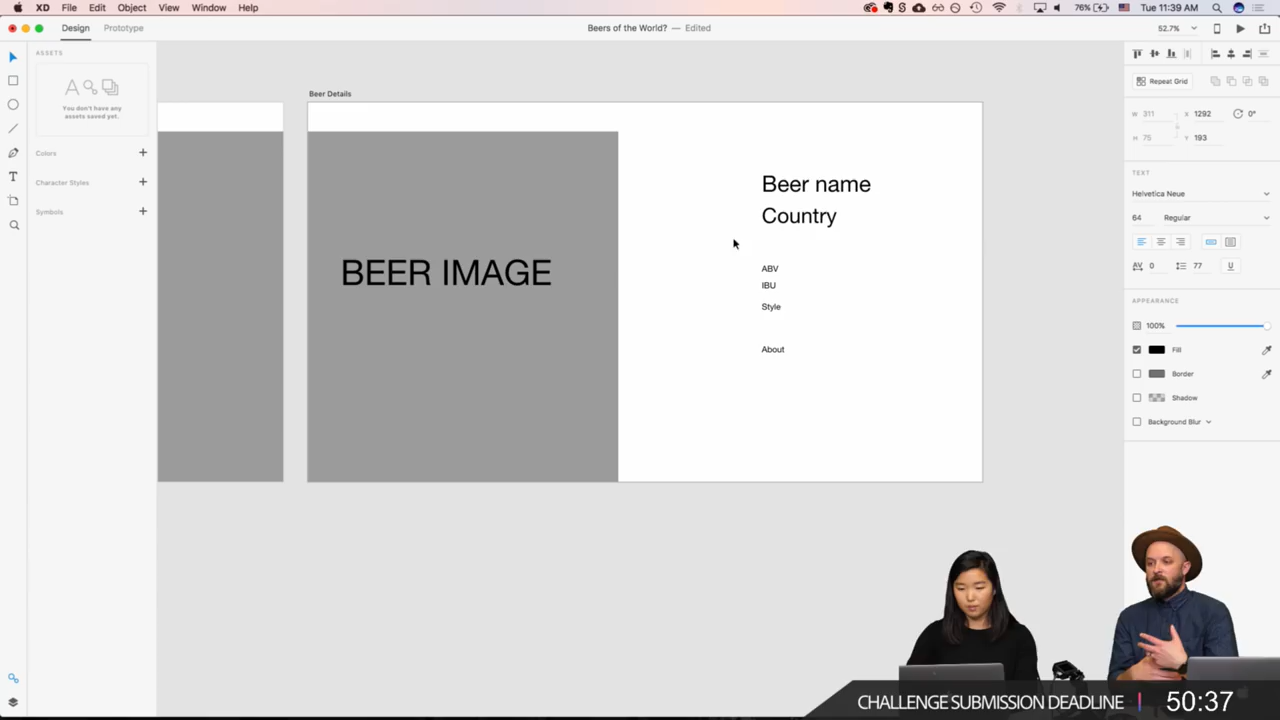 XD File Edit Object View Window Help
76% Tue 11:39 AM
Design Prototype
Beers of the World? — Edited
52.7%
ASSETS
You don't have any
assets saved yet.
Colors
Character Styles
Symbols
Beer Details
BEER IMAGE
Beer name
Country
ABV
IBU
Style
About
Repeat Grid
W 311 X 1292 0°
H 75 Y 193
TEXT
Helvetica Neue
64 Regular
AV 0 77 U
APPEARANCE
100%
Fill
Border
Shadow
Background Blur
CHALLENGE SUBMISSION DEADLINE | 50:37